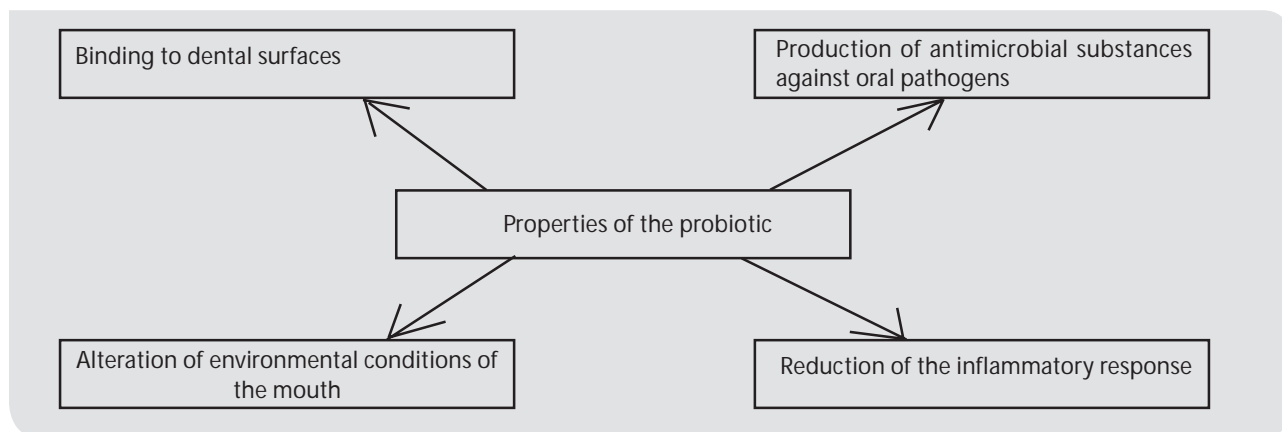 Binding to dental surfaces
Production of antimicrobial substances
against oral pathogens
Properties of the probiotic
Alteration of environmental conditions of
the mouth
Reduction of the inflammatory response